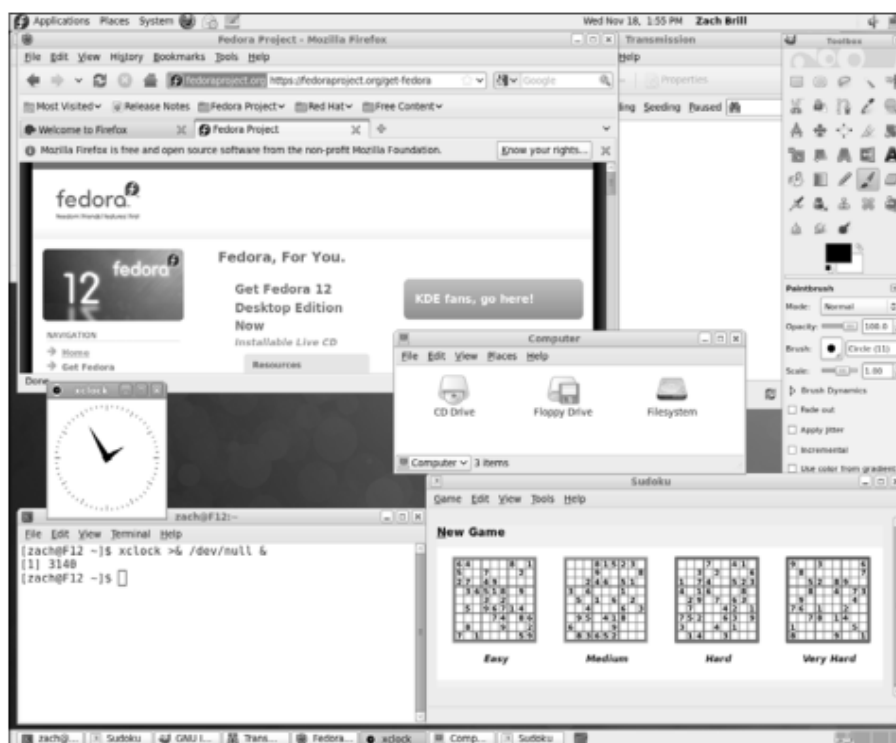 Applications Places System
Wed Nov 18, 1:55 PM Zach Brill
Fedora Project - Mozilla Firefox
File Edit View History Bookmarks Tools Help
fedoraproject.org https://fedoraproject.org/get-fedora
Google
Most Visited Release Notes Fedora Project Red Hat Free Content
Welcome to Firefox
Fedora Project
Mozilla Firefox is free and open source software from the non-profit Mozilla Foundation.
Know your rights...
fedora
12 fedora
Fedora, For You.
Get Fedora 12
Desktop Edition
Now
Installable Live CD
Resources
KDE fans, go here!
NAVIGATION
Home
Get Fedora
Done
Transmission
Help
Properties
Seeding Paused
Toolbox
Paintbrush
Mode: Normal
Opacity: 100.0
Brush: Circle (11)
Scale: 1.00
Brush Dynamics
Fade out
Apply Jitter
Incremental
Use color from gradient
Computer
File Edit View Places Help
CD Drive
Floppy Drive
Filesystem
Computer 3 items
xclock
zach@F12:~
File Edit View Terminal Help
[zach@F12 ~]$ xclock >& /dev/null &
[1] 3140
[zach@F12 ~]$
Sudoku
Game Edit View Tools Help
New Game
Easy
Medium
Hard
Very Hard
zach@... Sudoku GNU I... Trans... Fedora... xclock Comp... Sudoku